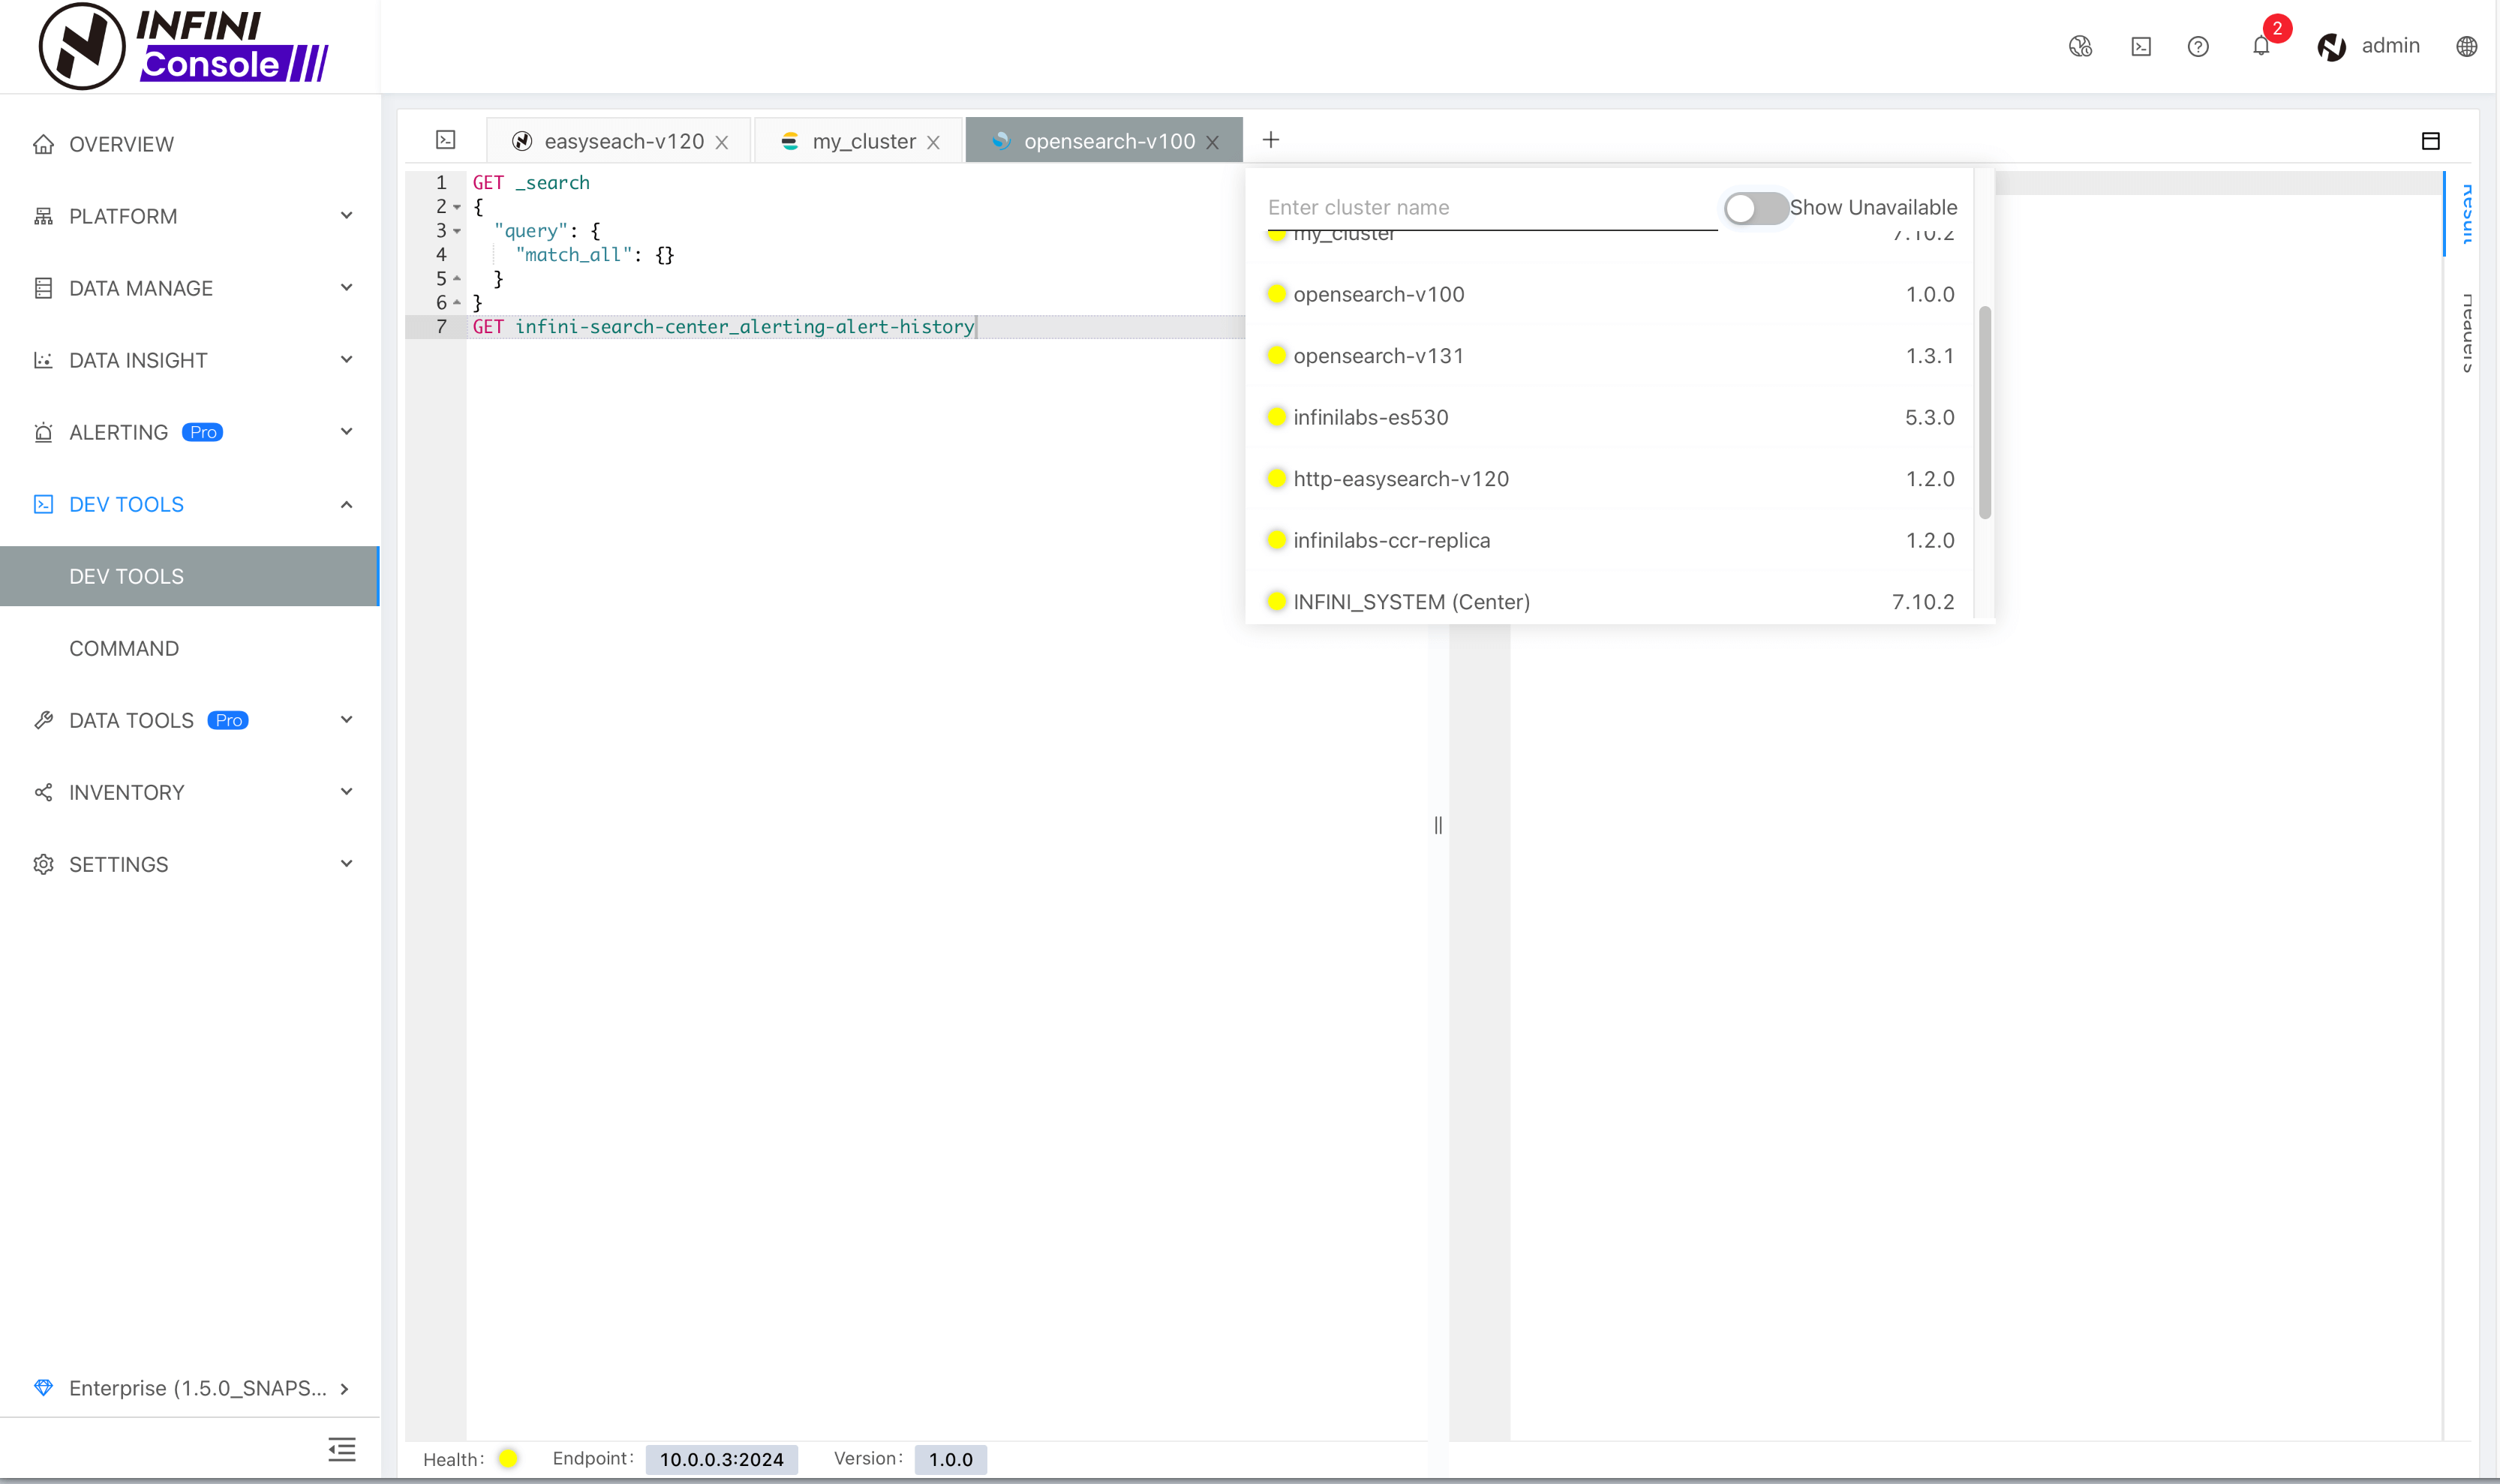 INFINI
Console
2
admin
OVERVIEW
PLATFORM
DATA MANAGE
DATA INSIGHT
ALERTING Pro
DEV TOOLS
DEV TOOLS
COMMAND
DATA TOOLS Pro
INVENTORY
SETTINGS
Enterprise (1.5.0_SNAPS...
easyseach-v120
my_cluster
opensearch-v100
1 GET _search
2 {
3 "query": {
4 "match_all": {}
5 }
6 }
7 GET infini-search-center_alerting-alert-history
Enter cluster name
Show Unavailable
my_cluster 7.10.2
opensearch-v100 1.0.0
opensearch-v131 1.3.1
infinilabs-es530 5.3.0
http-easysearch-v120 1.2.0
infinilabs-ccr-replica 1.2.0
INFINI_SYSTEM (Center) 7.10.2
Result
Headers
Health:
Endpoint: 10.0.0.3:2024
Version: 1.0.0